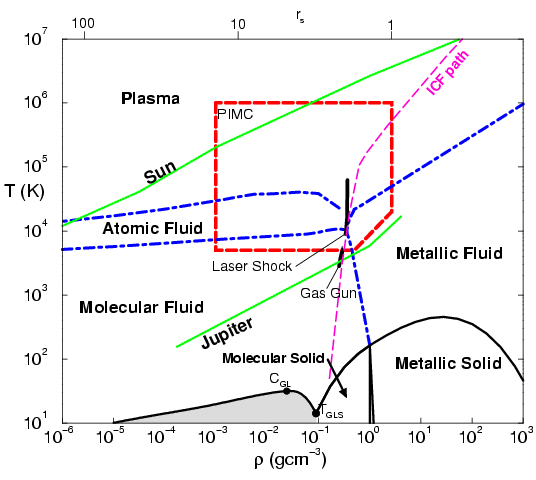 r_s
100 10 1
10^7
10^6
10^5
10^4
10^3
10^2
10^1
T (K)
Plasma
PIMC
ICF path
Sun
Atomic Fluid
Laser Shock
Metallic Fluid
Gas Gun
Molecular Fluid
Jupiter
Molecular Solid
Metallic Solid
C_GL
T_GLS
10^−6 10^−5 10^−4 10^−3 10^−2 10^−1 10^0 10^1 10^2 10^3
ρ (gcm^−3)